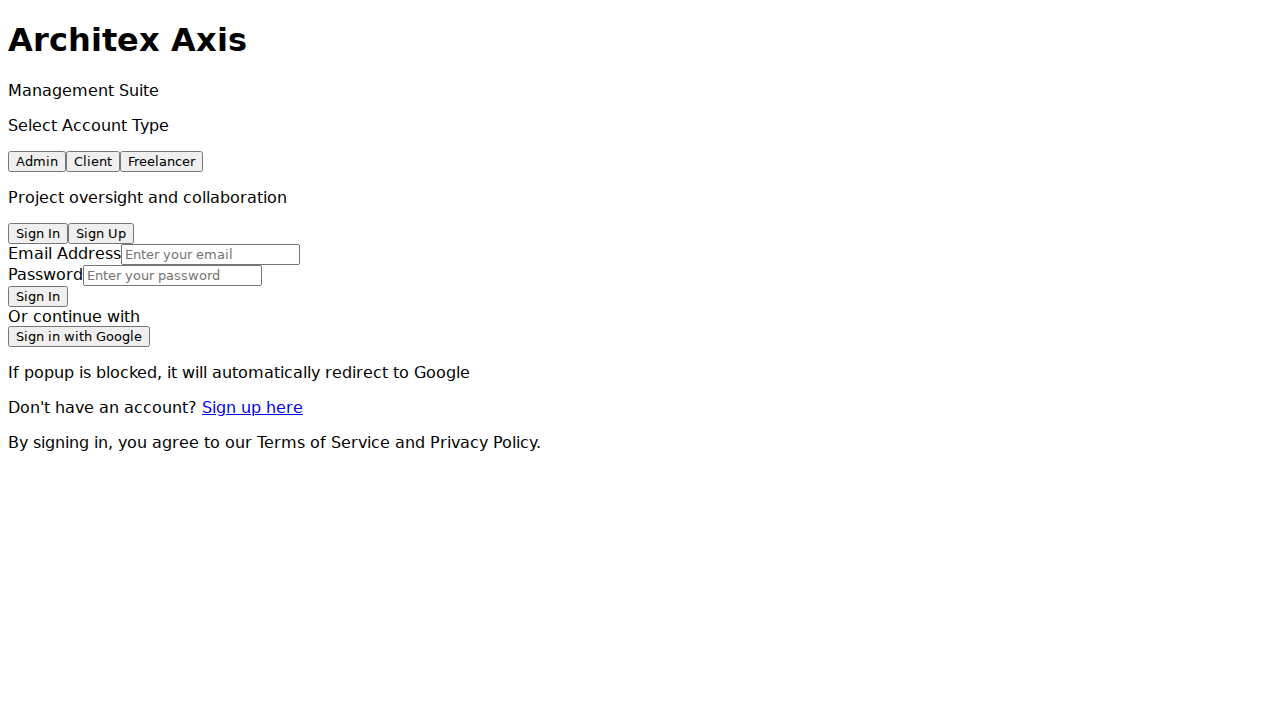 Architex Axis
Management Suite
Select Account Type
Admin Client Freelancer
Project oversight and collaboration
Sign In Sign Up
Email Address Enter your email
Password Enter your password
Sign In
Or continue with
Sign in with Google
If popup is blocked, it will automatically redirect to Google
Don't have an account? Sign up here
By signing in, you agree to our Terms of Service and Privacy Policy.